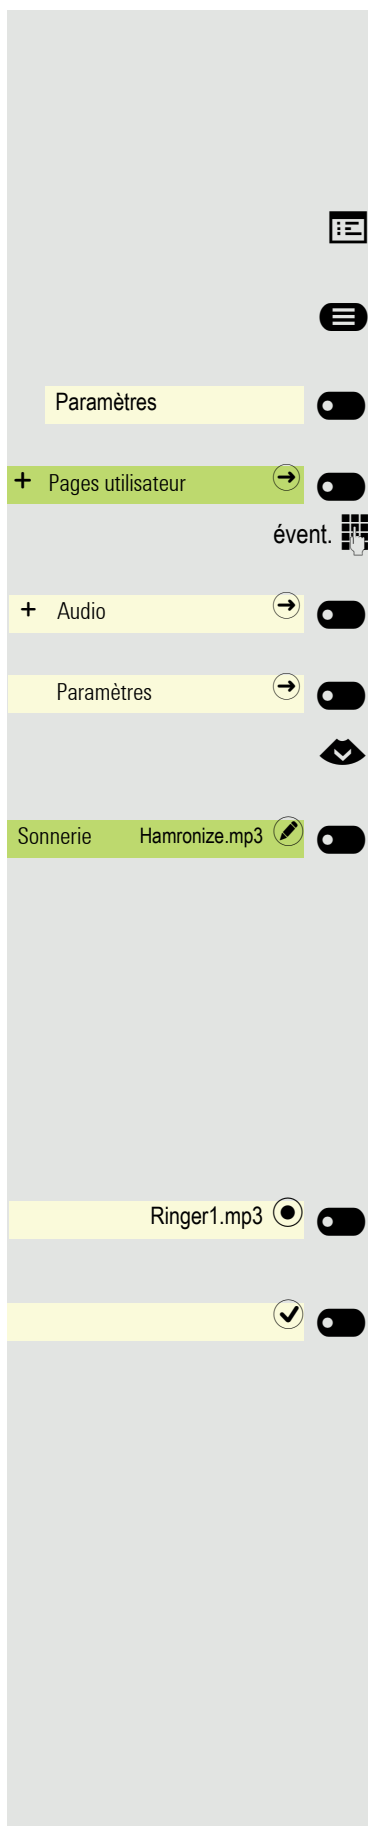 Paramètres
+ Pages utilisateur
évent.
+ Audio
Paramètres
Sonnerie Hamronize.mp3
Ringer1.mp3